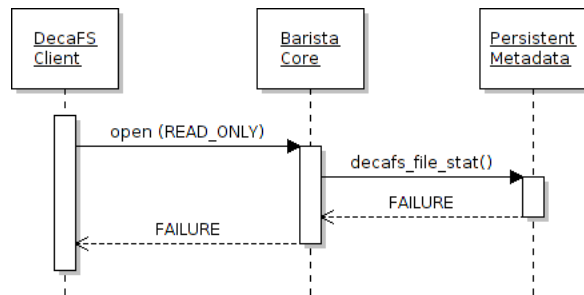 DecaFS
Client
Barista
Core
Persistent
Metadata
open (READ_ONLY)
decafs_file_stat()
FAILURE
FAILURE